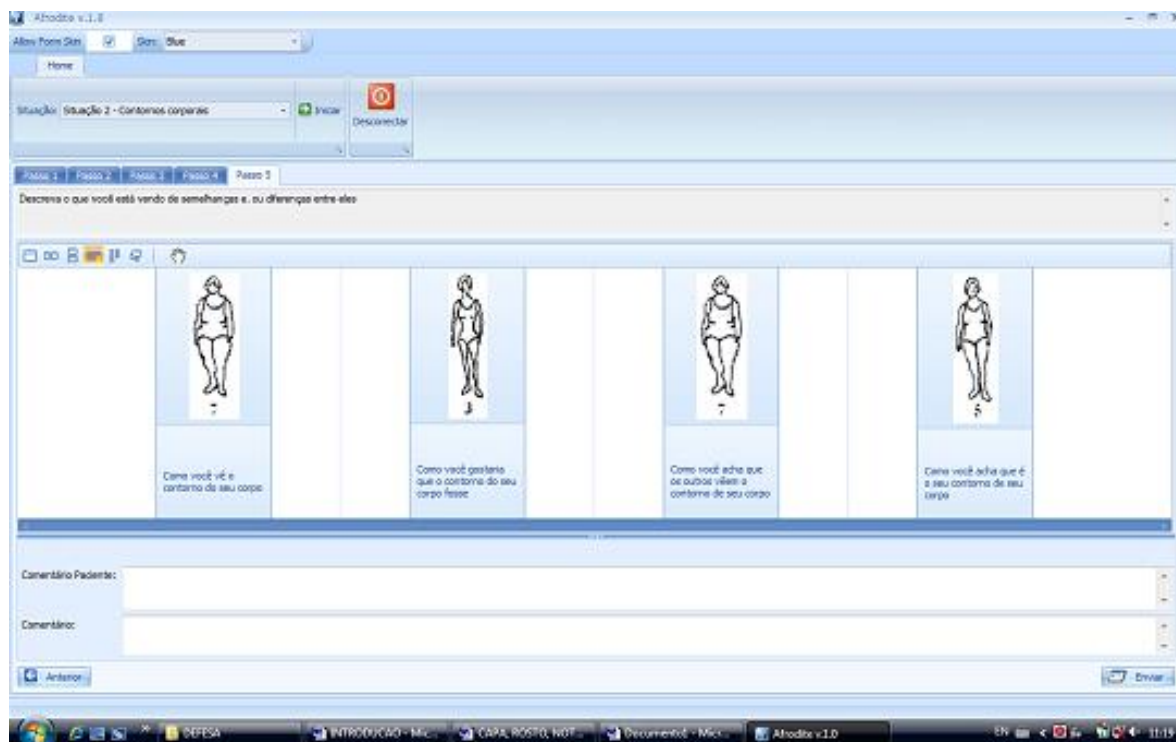 Afrodite v.1.0
Allow Form Skin
Skin: Blue
Home
Situação: Situação 2 - Contornos corporais
Iniciar
Desconectar
Passo 1
Passo 2
Passo 3
Passo 4
Passo 5
Descreva o que você está vendo de semelhanças e, ou diferenças entre eles
7
3
7
5
Como você vê o
contorno do seu corpo
Como você gostaria
que o contorno do seu
corpo fosse
Como você acha que
os outros vêem o
contorno de seu corpo
Como você acha que é
o seu contorno de seu
corpo
Comentário Paciente:
Comentário:
Anterior
Enviar
DEFESA
INTRODUCAO - Mic...
CAPA, ROSTO, NOT...
Documento1 - Micr...
Afrodite v.1.0
EN